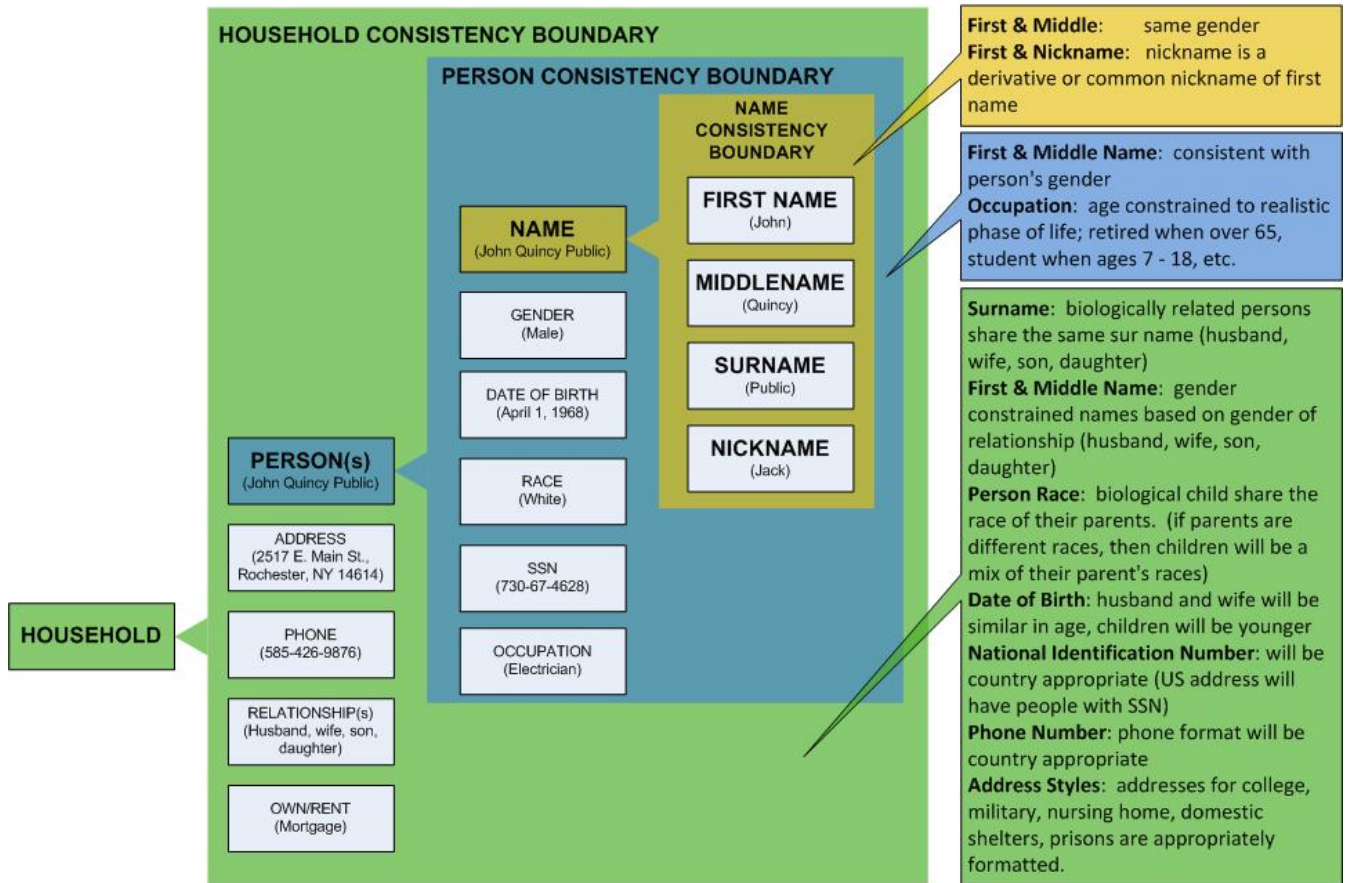 HOUSEHOLD
HOUSEHOLD CONSISTENCY BOUNDARY
PERSON(s)
(John Quincy Public)
ADDRESS
(2517 E. Main St.,
Rochester, NY 14614)
PHONE
(585-426-9876)
RELATIONSHIP(s)
(Husband, wife, son,
daughter)
OWN/RENT
(Mortgage)
PERSON CONSISTENCY BOUNDARY
NAME
(John Quincy Public)
GENDER
(Male)
DATE OF BIRTH
(April 1, 1968)
RACE
(White)
SSN
(730-67-4628)
OCCUPATION
(Electrician)
NAME
CONSISTENCY
BOUNDARY
FIRST NAME
(John)
MIDDLENAME
(Quincy)
SURNAME
(Public)
NICKNAME
(Jack)
First & Middle: same gender
First & Nickname: nickname is a
derivative or common nickname of first
name
First & Middle Name: consistent with
person's gender
Occupation: age constrained to realistic
phase of life; retired when over 65,
student when ages 7 - 18, etc.
Surname: biologically related persons
share the same sur name (husband,
wife, son, daughter)
First & Middle Name: gender
constrained names based on gender of
relationship (husband, wife, son,
daughter)
Person Race: biological child share the
race of their parents. (if parents are
different races, then children will be a
mix of their parent's races)
Date of Birth: husband and wife will be
similar in age, children will be younger
National Identification Number: will be
country appropriate (US address will
have people with SSN)
Phone Number: phone format will be
country appropriate
Address Styles: addresses for college,
military, nursing home, domestic
shelters, prisons are appropriately
formatted.